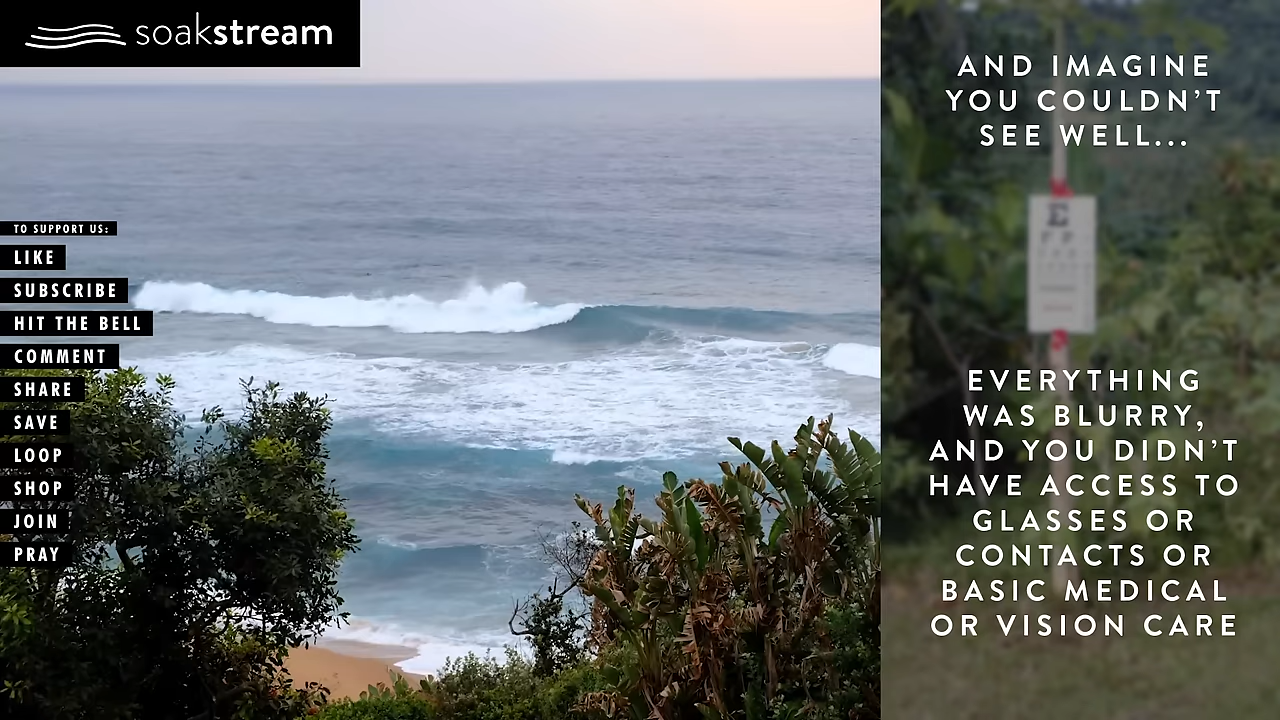 soakstream
TO SUPPORT US:
LIKE
SUBSCRIBE
HIT THE BELL
COMMENT
SHARE
SAVE
LOOP
SHOP
JOIN
PRAY
AND IMAGINE
YOU COULDN'T
SEE WELL...
E
EVERYTHING
WAS BLURRY,
AND YOU DIDN'T
HAVE ACCESS TO
GLASSES OR
CONTACTS OR
BASIC MEDICAL
OR VISION CARE